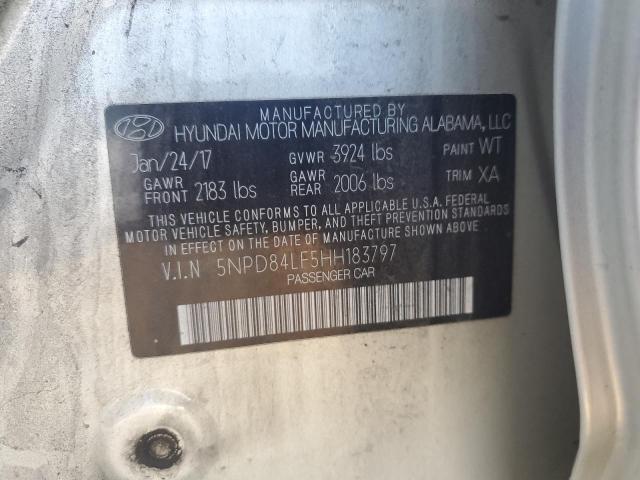 MANUFACTURED BY
HYUNDAI MOTOR MANUFACTURING ALABAMA, LLC
Jan/24/17 GVWR 3924 lbs PAINT WT
GAWR FRONT 2183 lbs GAWR REAR 2006 lbs TRIM XA
THIS VEHICLE CONFORMS TO ALL APPLICABLE U.S.A. FEDERAL
MOTOR VEHICLE SAFETY, BUMPER, AND THEFT PREVENTION STANDARDS
IN EFFECT ON THE DATE OF MANUFACTURE SHOWN ABOVE.
V.I.N 5NPD84LF5HH183797
PASSENGER CAR